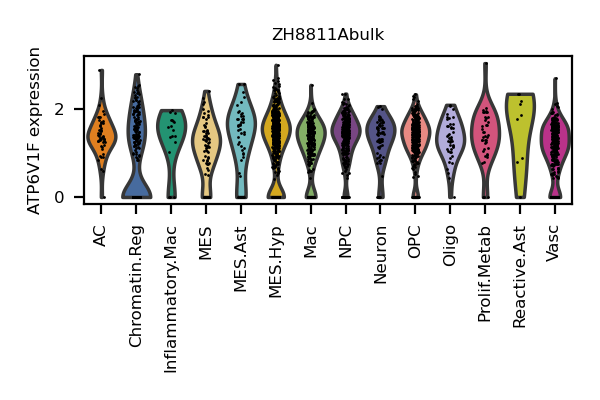 ZH8811Abulk
ATP6V1F expression
2
0
AC
Chromatin.Reg
Inflammatory.Mac
MES
MES.Ast
MES.Hyp
Mac
NPC
Neuron
OPC
Oligo
Prolif.Metab
Reactive.Ast
Vasc